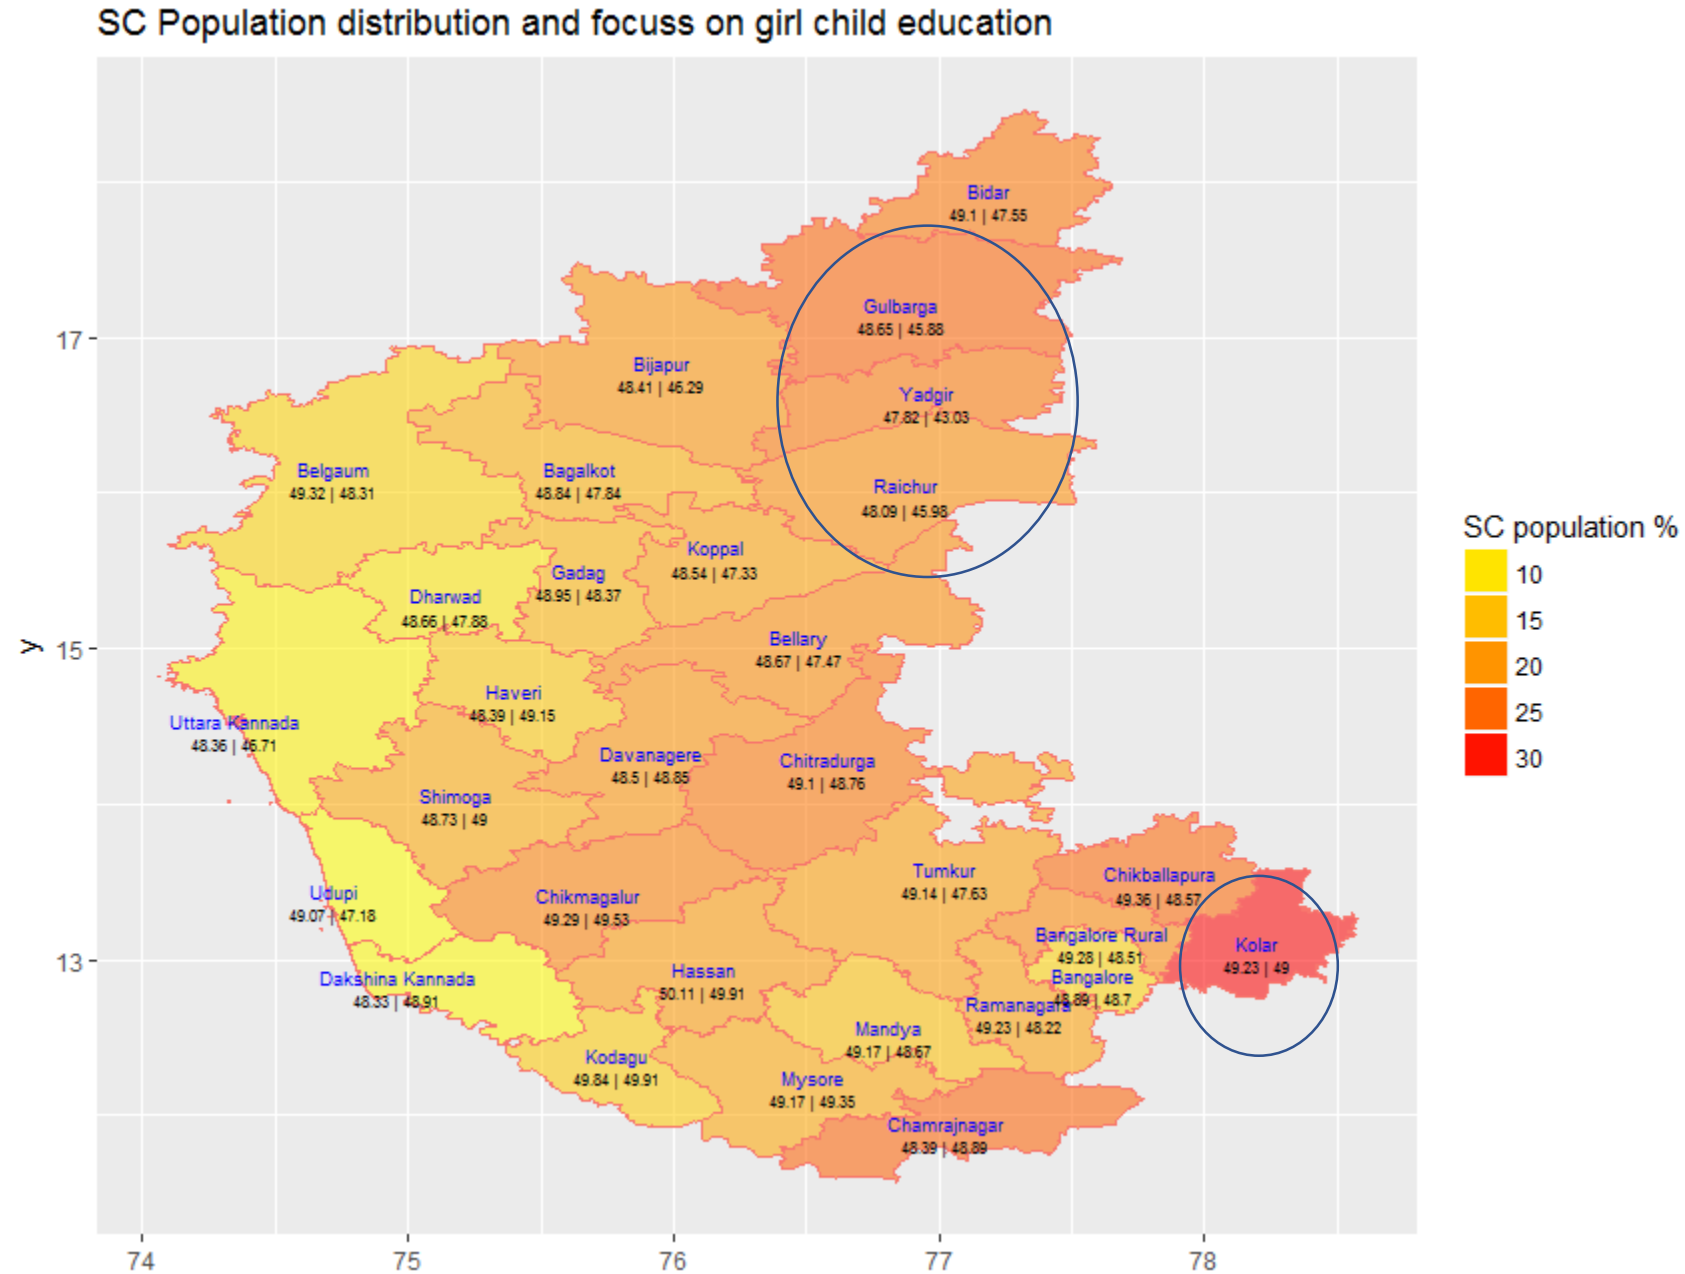 SC Population distribution and focuss on girl child education
Bidar
49.1 | 47.55
Gulbarga
48.65 | 45.88
17
Bijapur
48.41 | 46.29
Yadgir
47.82 | 43.03
Belgaum
49.32 | 48.31
Bagalkot
48.84 | 47.84
Raichur
48.09 | 45.98
SC population %
10
15
20
25
30
Koppal
48.54 | 47.33
Gadag
48.95 | 48.37
Dharwad
48.66 | 47.88
y
15
Bellary
48.67 | 47.47
Haveri
48.39 | 49.15
Uttara Kannada
48.36 | 46.71
Davanagere
48.5 | 48.85
Chitradurga
49.1 | 48.76
Shimoga
48.73 | 49
Tumkur
49.14 | 47.63
Chikballapura
49.36 | 48.57
Udupi
49.07 | 47.18
Chikmagalur
49.29 | 49.53
Bangalore Rural
49.28 | 48.51
Kolar
49.23 | 49
13
Dakshina Kannada
48.33 | 48.91
Hassan
50.11 | 49.91
Bangalore
48.89 | 48.7
Ramanagara
49.23 | 48.22
Mandya
49.17 | 48.67
Kodagu
49.84 | 49.91
Mysore
49.17 | 49.35
Chamrajnagar
48.39 | 48.89
74
75
76
77
78